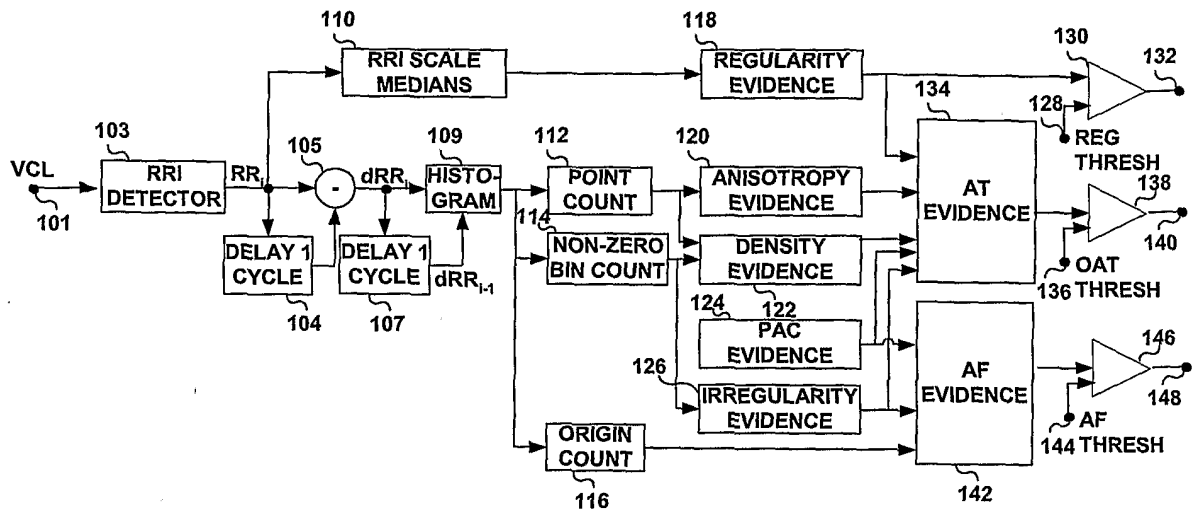 110
RRI SCALE
MEDIANS
118
REGULARITY
EVIDENCE
130
132
128
REG
THRESH
134
AT
EVIDENCE
VCL
101
103
RRI
DETECTOR
RRi
105
-
dRRi
109
HISTO-
GRAM
112
POINT
COUNT
120
ANISOTROPY
EVIDENCE
138
140
136
OAT
THRESH
DELAY 1
CYCLE
104
DELAY 1
CYCLE
107
dRRi-1
114
NON-ZERO
BIN COUNT
DENSITY
EVIDENCE
122
124
PAC
EVIDENCE
126
IRREGULARITY
EVIDENCE
AF
EVIDENCE
142
146
148
144
AF
THRESH
ORIGIN
COUNT
116